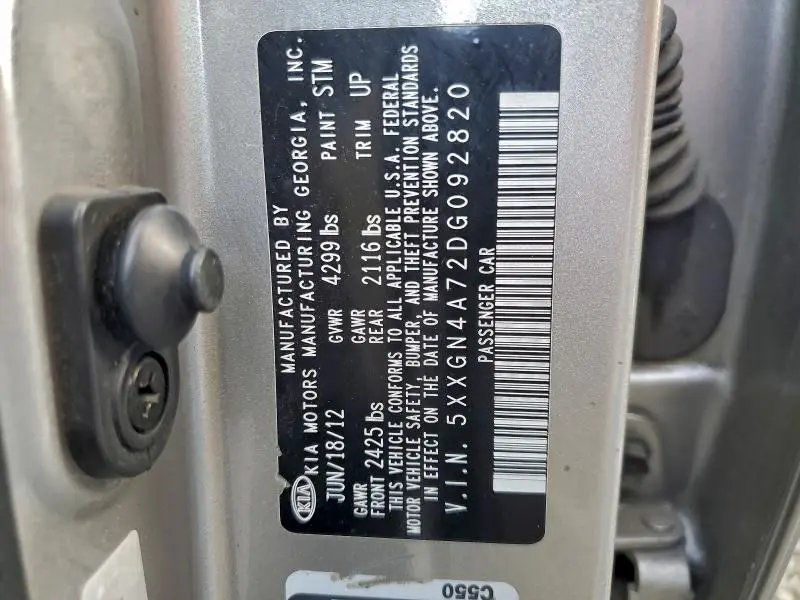 MANUFACTURED BY
KIA KIA MOTORS MANUFACTURING GEORGIA, INC.
JUN/18/12 GVWR 4299 lbs PAINT STM
GAWR FRONT 2425 lbs GAWR REAR 2116 lbs TRIM UP
THIS VEHICLE CONFORMS TO ALL APPLICABLE U.S.A. FEDERAL
MOTOR VEHICLE SAFETY, BUMPER, AND THEFT PREVENTION STANDARDS
IN EFFECT ON THE DATE OF MANUFACTURE SHOWN ABOVE.
V.I.N. 5XXGN4A72DG092820
PASSENGER CAR
C550